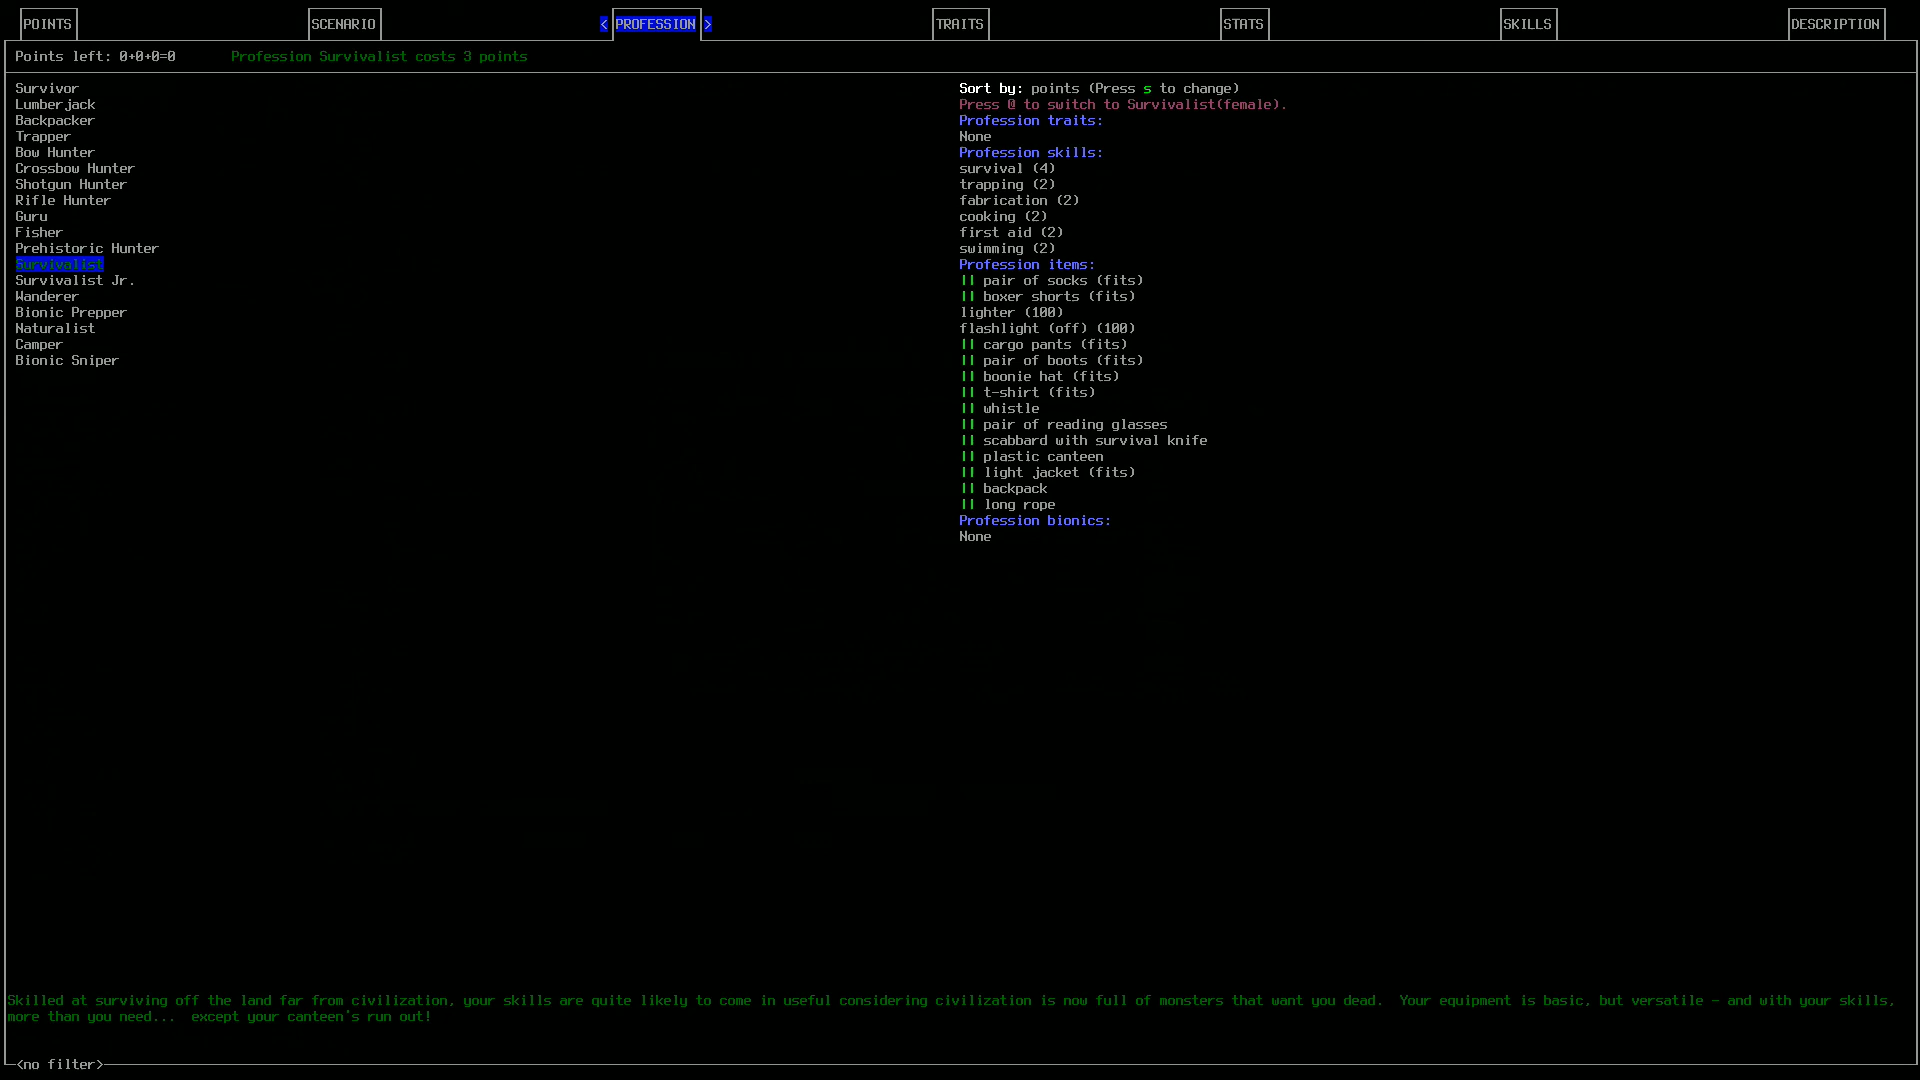 POINTS SCENARIO < PROFESSION > TRAITS STATS SKILLS DESCRIPTION
Points left: 0+0+0=0 Profession Survivalist costs 3 points
Survivor
Lumberjack
Backpacker
Trapper
Bow Hunter
Crossbow Hunter
Shotgun Hunter
Rifle Hunter
Guru
Fisher
Prehistoric Hunter
Survivalist
Survivalist Jr.
Wanderer
Bionic Prepper
Naturalist
Camper
Bionic Sniper
Sort by: points (Press s to change)
Press @ to switch to Survivalist(female).
Profession traits:
None
Profession skills:
survival (4)
trapping (2)
fabrication (2)
cooking (2)
first aid (2)
swimming (2)
Profession items:
|| pair of socks (fits)
|| boxer shorts (fits)
lighter (100)
flashlight (off) (100)
|| cargo pants (fits)
|| pair of boots (fits)
|| boonie hat (fits)
|| t-shirt (fits)
|| whistle
|| pair of reading glasses
|| scabbard with survival knife
|| plastic canteen
|| light jacket (fits)
|| backpack
|| long rope
Profession bionics:
None
Skilled at surviving off the land far from civilization, your skills are quite likely to come in useful considering civilization is now full of monsters that want you dead.  Your equipment is basic, but versatile - and with your skills,
more than you need...  except your canteen's run out!
<no filter>